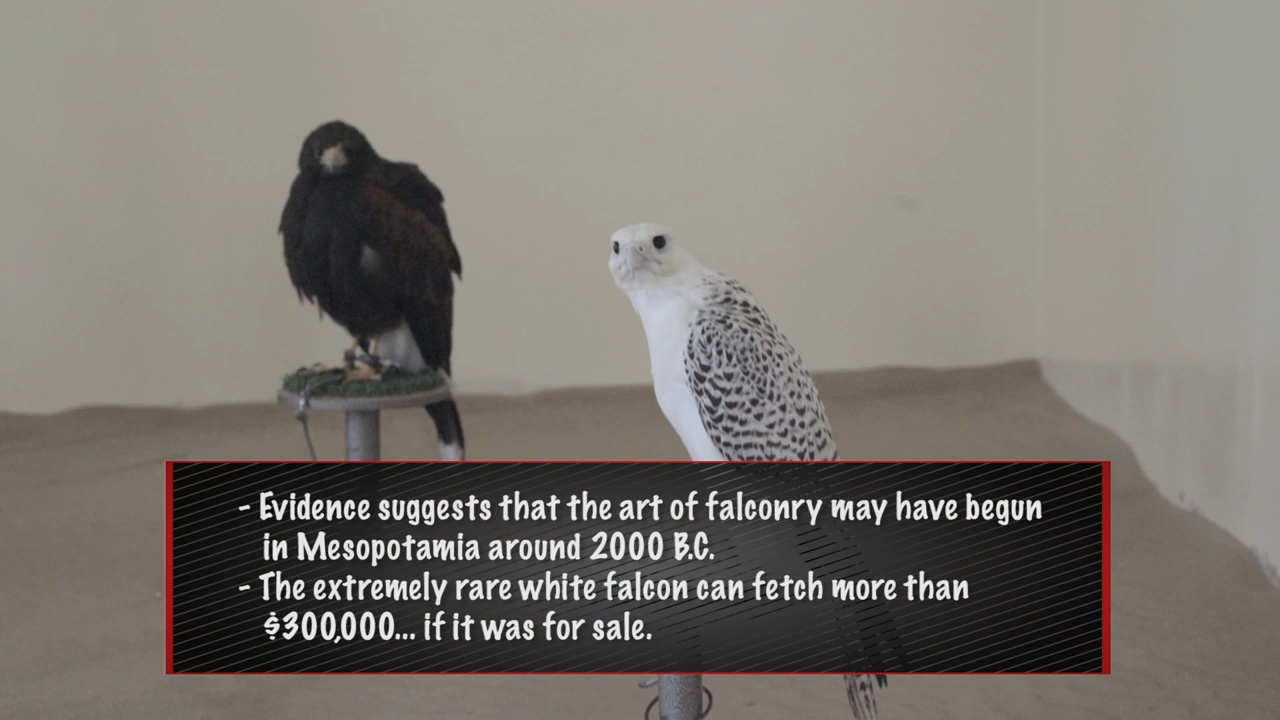 - Evidence suggests that the art of falconry may have begun
in Mesopotamia around 2000 B.C.
- The extremely rare white falcon can fetch more than
$300,000... if it was for sale.